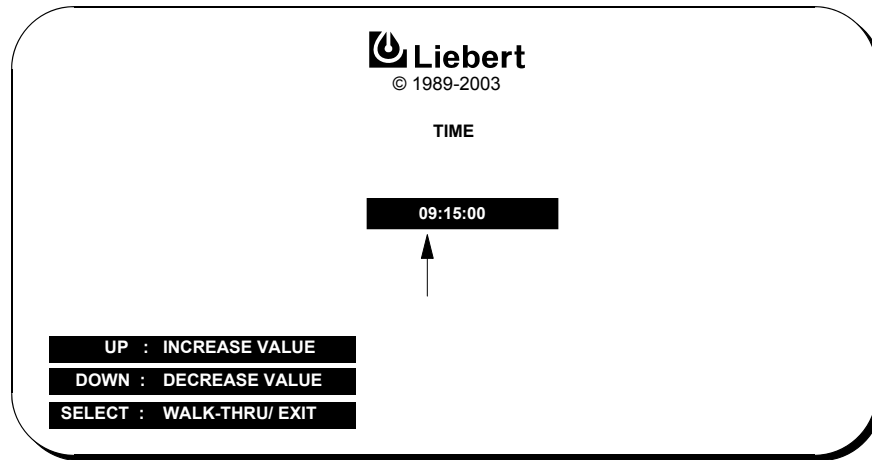 Liebert
© 1989-2003
TIME
09:15:00
UP : INCREASE VALUE
DOWN : DECREASE VALUE
SELECT : WALK-THRU/ EXIT